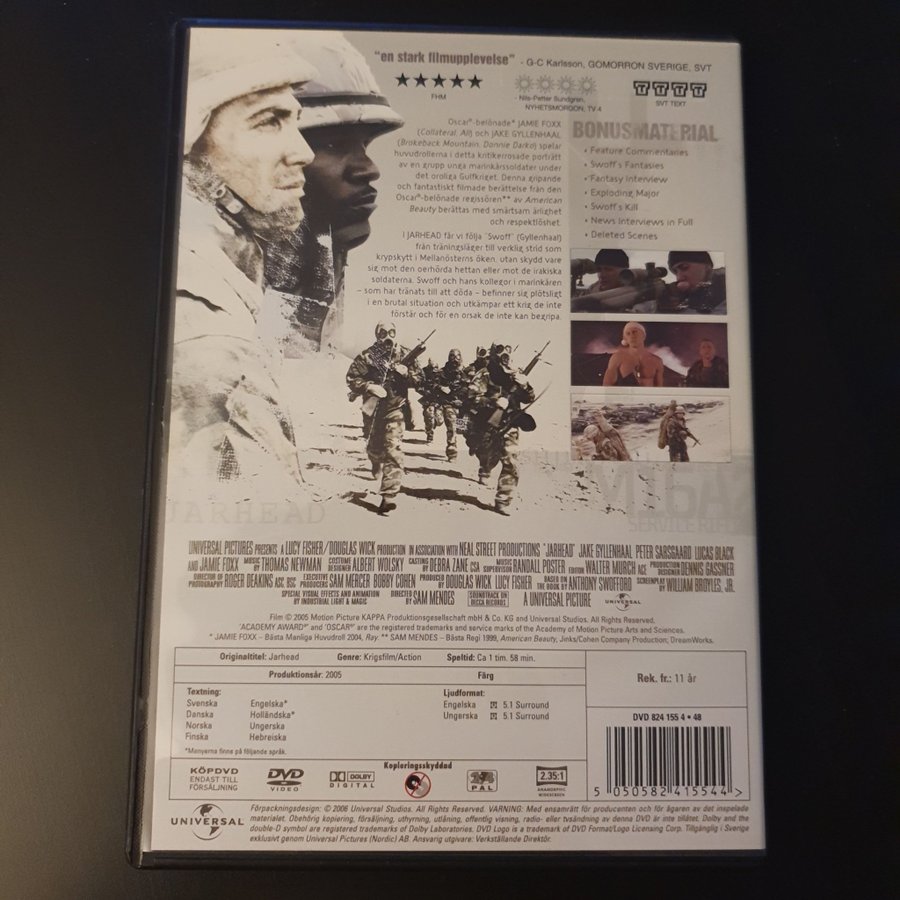 "en stark filmupplevelse" - G-C Karlsson, GOMORRON SVERIGE, SVT
★★★★★
FHM
- Nils-Petter Sundgren,
NYHETSMORGON, TV-4
TTTT
SVT TEXT
Oscar®-belönade* JAMIE FOXX
(Collateral, Ali) och JAKE GYLLENHAAL
(Brokeback Mountain, Donnie Darko) spelar
huvudrollerna i detta kritikerrosade porträtt
av en grupp unga marinkårssoldater under
det oroliga Gulfkriget. Denna gripande
och fantastiskt filmade berättelse från den
Oscar®-belönade regissören** av American
Beauty berättas med smärtsam ärlighet
och respektlöshet.
I JARHEAD får vi följa "Swoff" (Gyllenhaal)
från träningsläger till verklig strid som
krypskytt i Mellanösterns öken, utan skydd vare
sig mot den oerhörda hettan eller mot de irakiska
soldaterna. Swoff och hans kollegor i marinkåren
– som har tränats till att döda – befinner sig plötsligt
i en brutal situation och utkämpar ett krig de inte
förstår och för en orsak de inte kan begripa.
BONUSMATERIAL
• Feature Commentaries
• Swoff's Fantasies
• Fantasy Interview
• Exploding Major
• Swoff's Kill
• News Interviews in Full
• Deleted Scenes
JARHEAD
M16A2
SERVICE RIFLE
UNIVERSAL PICTURES PRESENTS A LUCY FISHER/DOUGLAS WICK PRODUCTION IN ASSOCIATION WITH NEAL STREET PRODUCTIONS "JARHEAD" JAKE GYLLENHAAL PETER SARSGAARD LUCAS BLACK
AND JAMIE FOXX MUSIC BY THOMAS NEWMAN COSTUME DESIGNER ALBERT WOLSKY CASTING BY DEBRA ZANE CSA MUSIC SUPERVISOR RANDALL POSTER EDITOR WALTER MURCH ACE PRODUCTION DESIGNER DENNIS GASSNER
DIRECTOR OF PHOTOGRAPHY ROGER DEAKINS ASC BSC EXECUTIVE PRODUCERS SAM MERCER BOBBY COHEN PRODUCED BY DOUGLAS WICK LUCY FISHER BASED ON THE BOOK BY ANTHONY SWOFFORD SCREENPLAY BY WILLIAM BROYLES, JR.
SPECIAL VISUAL EFFECTS AND ANIMATION BY INDUSTRIAL LIGHT & MAGIC DIRECTED BY SAM MENDES SOUNDTRACK ON DECCA RECORDS A UNIVERSAL PICTURE UNIVERSAL
Film © 2005 Motion Picture KAPPA Produktionsgesellschaft mbH & Co. KG and Universal Studios. All Rights Reserved.
'ACADEMY AWARD®' and 'OSCAR®' are the registered trademarks and service marks of the Academy of Motion Picture Arts and Sciences.
* JAMIE FOXX – Bästa Manliga Huvudroll 2004, Ray. ** SAM MENDES – Bästa Regi 1999, American Beauty, Jinks/Cohen Company Production, DreamWorks.
Originaltitel: Jarhead Genre: Krigsfilm/Action Speltid: Ca 1 tim. 58 min.
Produktionsår: 2005 Färg
Rek. fr.: 11 år
Textning:
Svenska Engelska*
Danska Holländska*
Norska Ungerska
Finska Hebreiska
*Menyerna finns på följande språk.
Ljudformat:
Engelska 5.1 Surround
Ungerska 5.1 Surround
DVD 824 155 4 • 48
5 050582 415544 >
KÖPDVD
ENDAST TILL
FÖRSÄLJNING
DVD
VIDEO
DOLBY
DIGITAL
Kopieringsskyddad
2+4
PAL
2.35:1
ANAMORPIC
WIDESCREEN
UNIVERSAL
Förpackningsdesign: © 2006 Universal Studios. All Rights Reserved. VARNING: Med ensamrätt för producenten och för ägaren av det inspelade
materialet. Obehörig kopiering, försäljning, uthyrning, utlåning, offentlig visning, radio- eller tvsändning av denna DVD är inte tillåtet. Dolby and the
double-D symbol are registered trademarks of Dolby Laboratories. DVD Logo is a trademark of DVD Format/Logo Licensing Corp. Tillgänglig i Sverige
exklusivt genom Universal Pictures (Nordic) AB. Ansvarig utgivare: Verkställande Direktör.